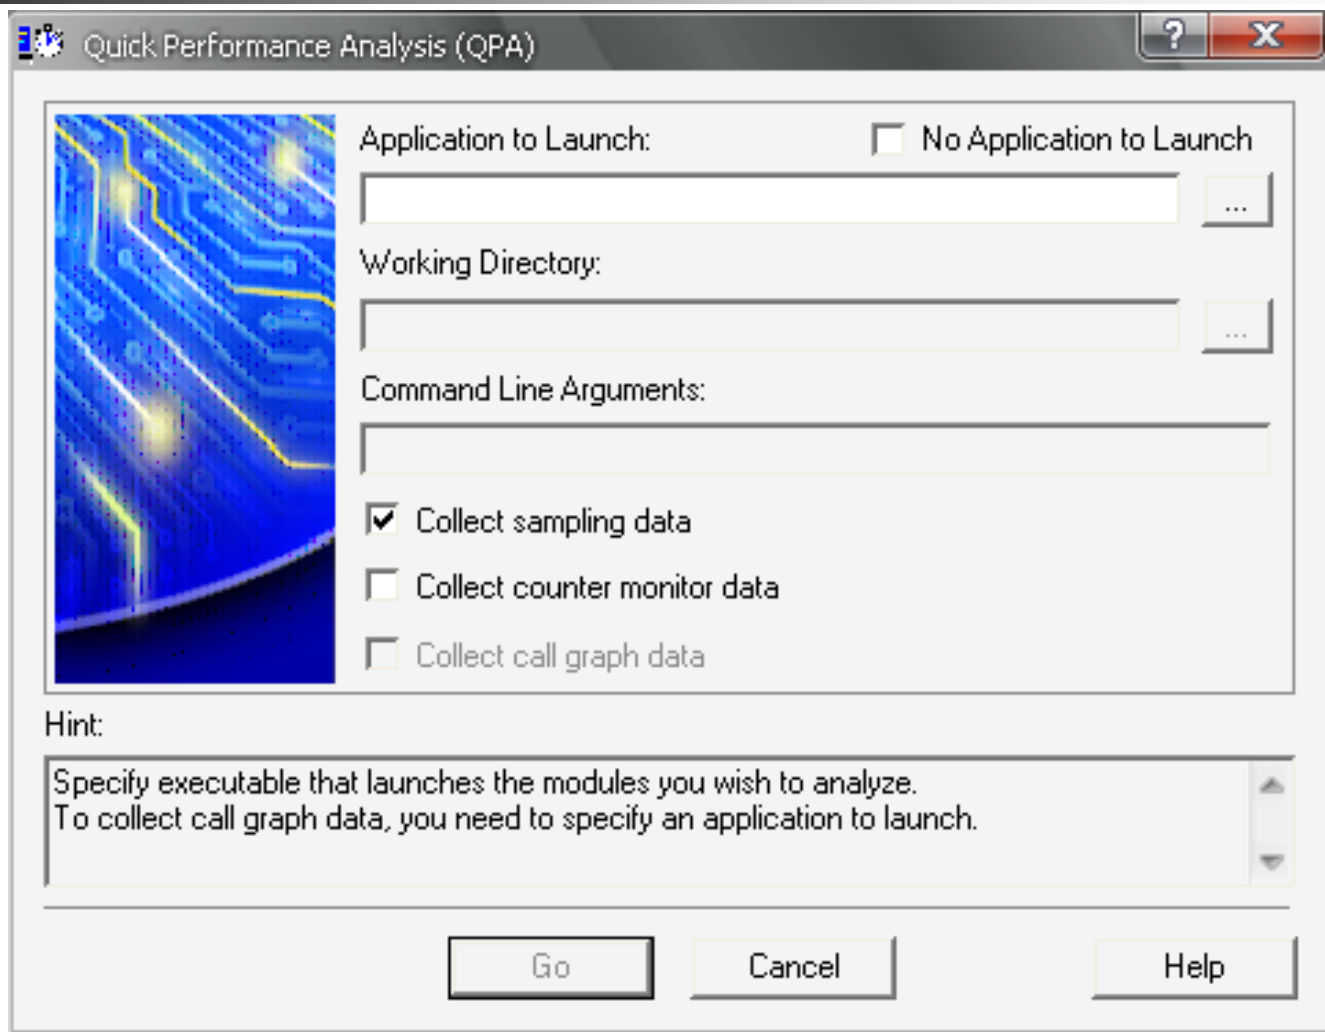 Quick Performance Analysis (QPA)
?
Application to Launch:
No Application to Launch
...
Working Directory:
...
Command Line Arguments:
Collect sampling data
Collect counter monitor data
Collect call graph data
Hint:
Specify executable that launches the modules you wish to analyze.
To collect call graph data, you need to specify an application to launch.
Go
Cancel
Help